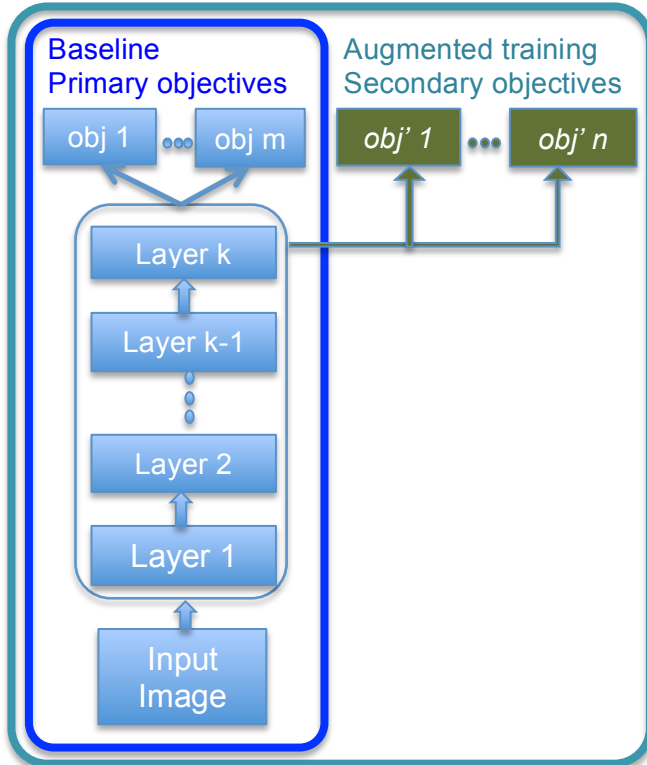 Baseline
Primary objectives
Augmented training
Secondary objectives
obj 1
obj m
obj' 1
obj' n
Layer k
Layer k-1
Layer 2
Layer 1
Input
Image